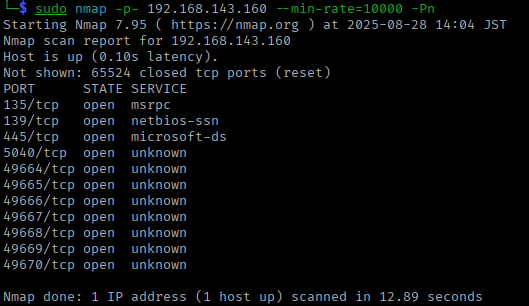 └─$ sudo nmap -p- 192.168.143.160 --min-rate=10000 -Pn
Starting Nmap 7.95 ( https://nmap.org ) at 2025-08-28 14:04 JST
Nmap scan report for 192.168.143.160
Host is up (0.10s latency).
Not shown: 65524 closed tcp ports (reset)
PORT      STATE SERVICE
135/tcp   open  msrpc
139/tcp   open  netbios-ssn
445/tcp   open  microsoft-ds
5040/tcp  open  unknown
49664/tcp open  unknown
49665/tcp open  unknown
49666/tcp open  unknown
49667/tcp open  unknown
49668/tcp open  unknown
49669/tcp open  unknown
49670/tcp open  unknown
Nmap done: 1 IP address (1 host up) scanned in 12.89 seconds